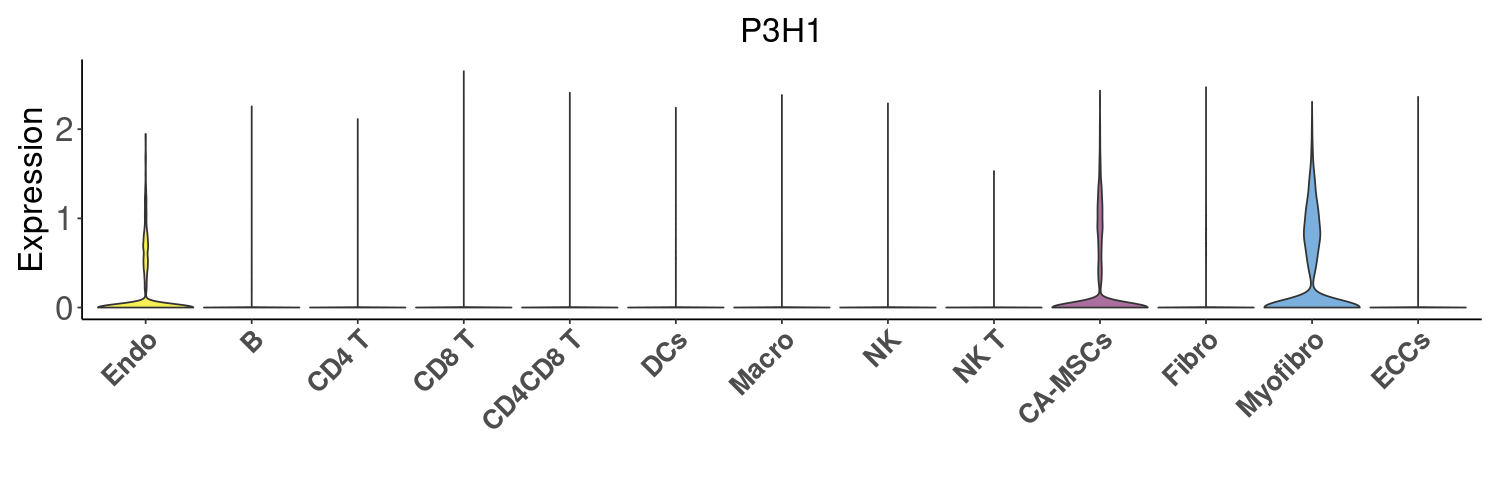 P3H1
Expression
2
1
0
Endo
B
CD4 T
CD8 T
CD4CD8 T
DCs
Macro
NK
NK T
CA-MSCs
Fibro
Myofibro
ECCs